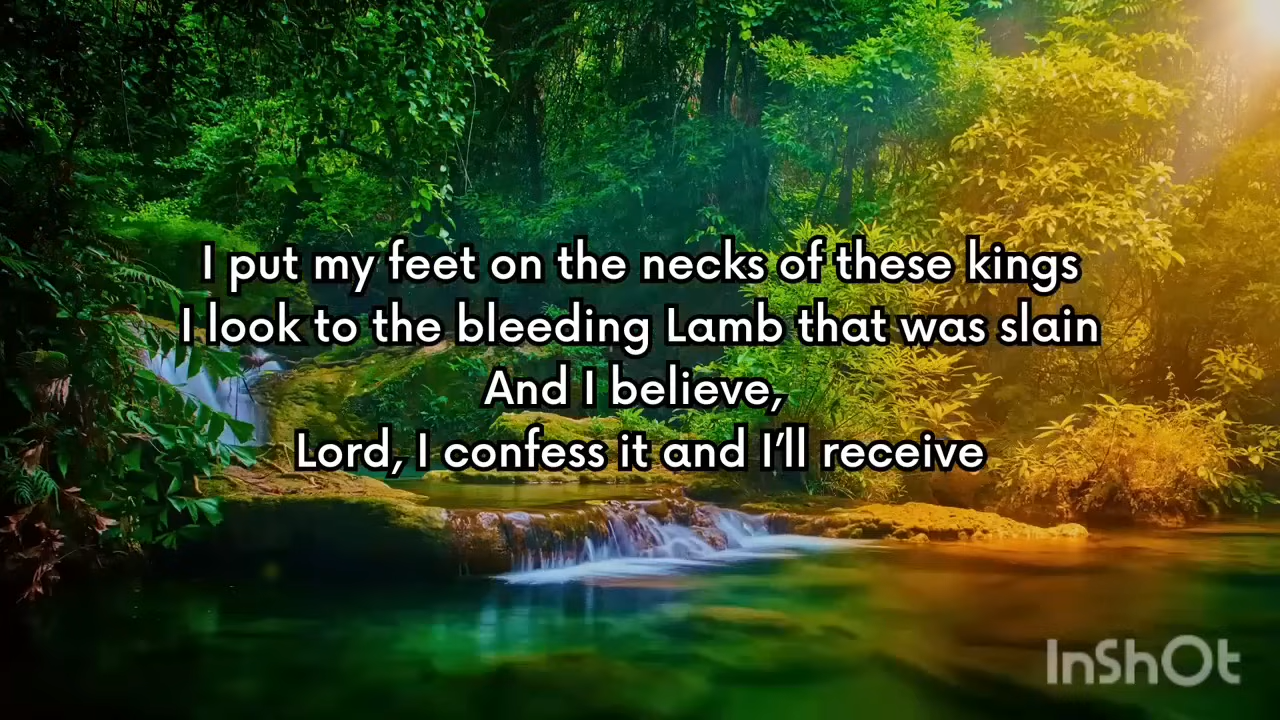 I put my feet on the necks of these kings
I look to the bleeding Lamb that was slain
And I believe,
Lord, I confess it and I’ll receive
InShOt